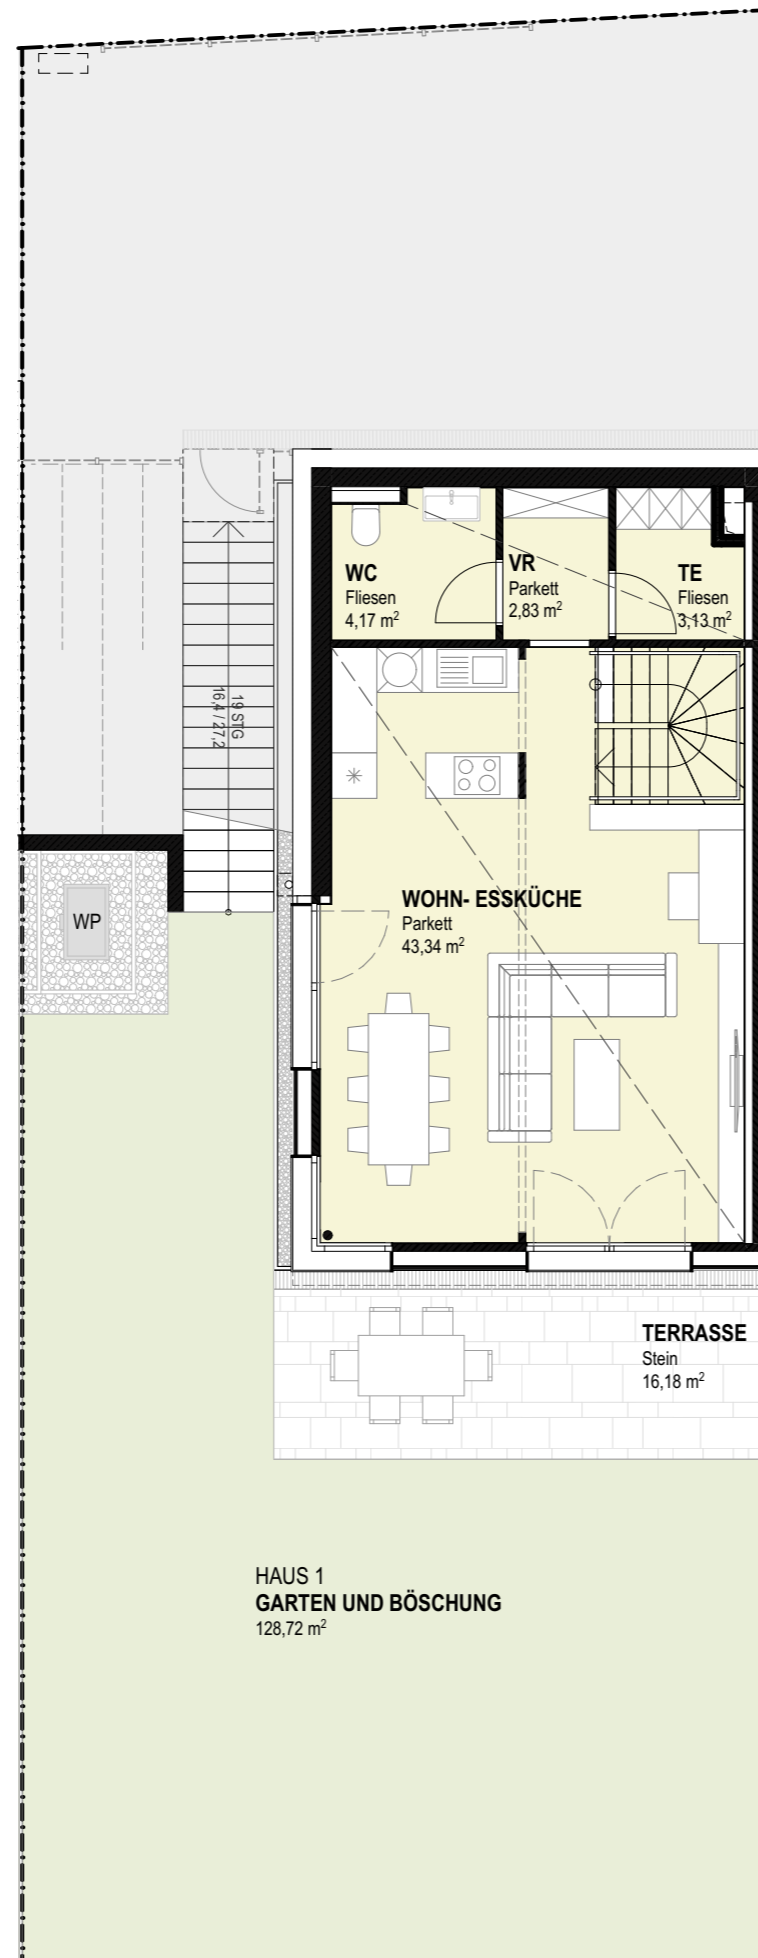 WC
Fliesen
4,17 m²
VR
Parkett
2,83 m²
TE
Fliesen
3,13 m²
19 STG
16,4 / 27,2
WOHN- ESSKÜCHE
Parkett
43,34 m²
WP
TERRASSE
Stein
16,18 m²
HAUS 1
GARTEN UND BÖSCHUNG
128,72 m²